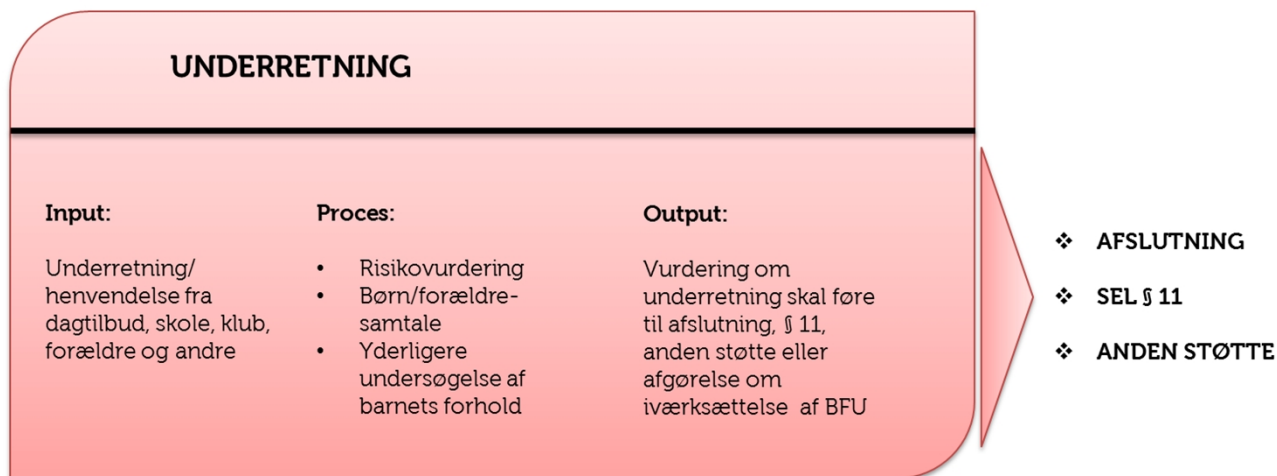 UNDERRETNING
Input:
Underretning/
henvendelse fra
dagtilbud, skole, klub,
forældre og andre
Proces:
• Risikovurdering
• Børn/forældre-
samtale
• Yderligere
undersøgelse af
barnets forhold
Output:
Vurdering om
underretning skal føre
til afslutning, § 11,
anden støtte eller
afgørelse om
iværksættelse af BFU
❖ AFSLUTNING
❖ SEL § 11
❖ ANDEN STØTTE